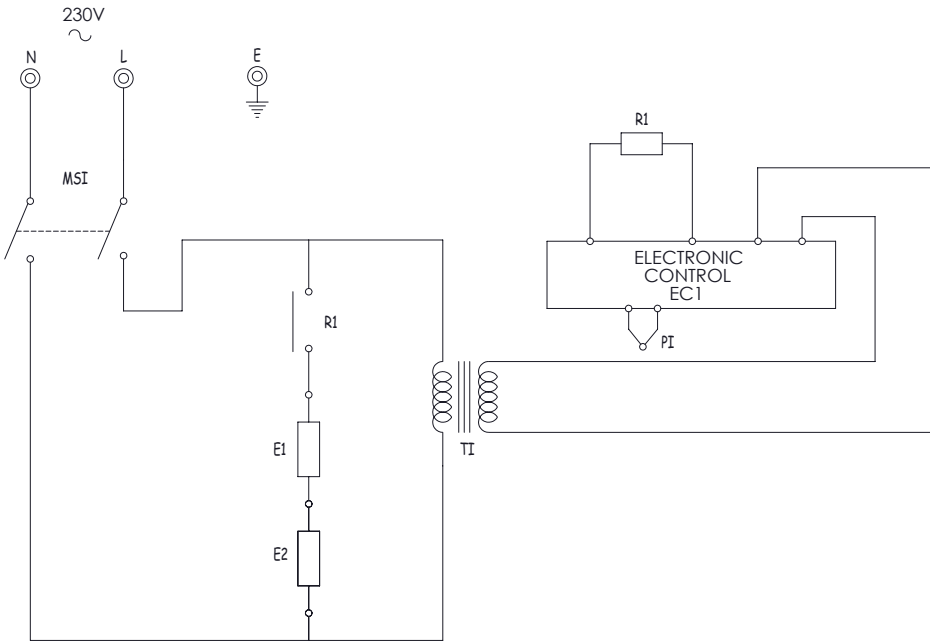 230V
N
L
E
MSI
R1
R1
ELECTRONIC
CONTROL
EC1
PI
E1
TI
E2